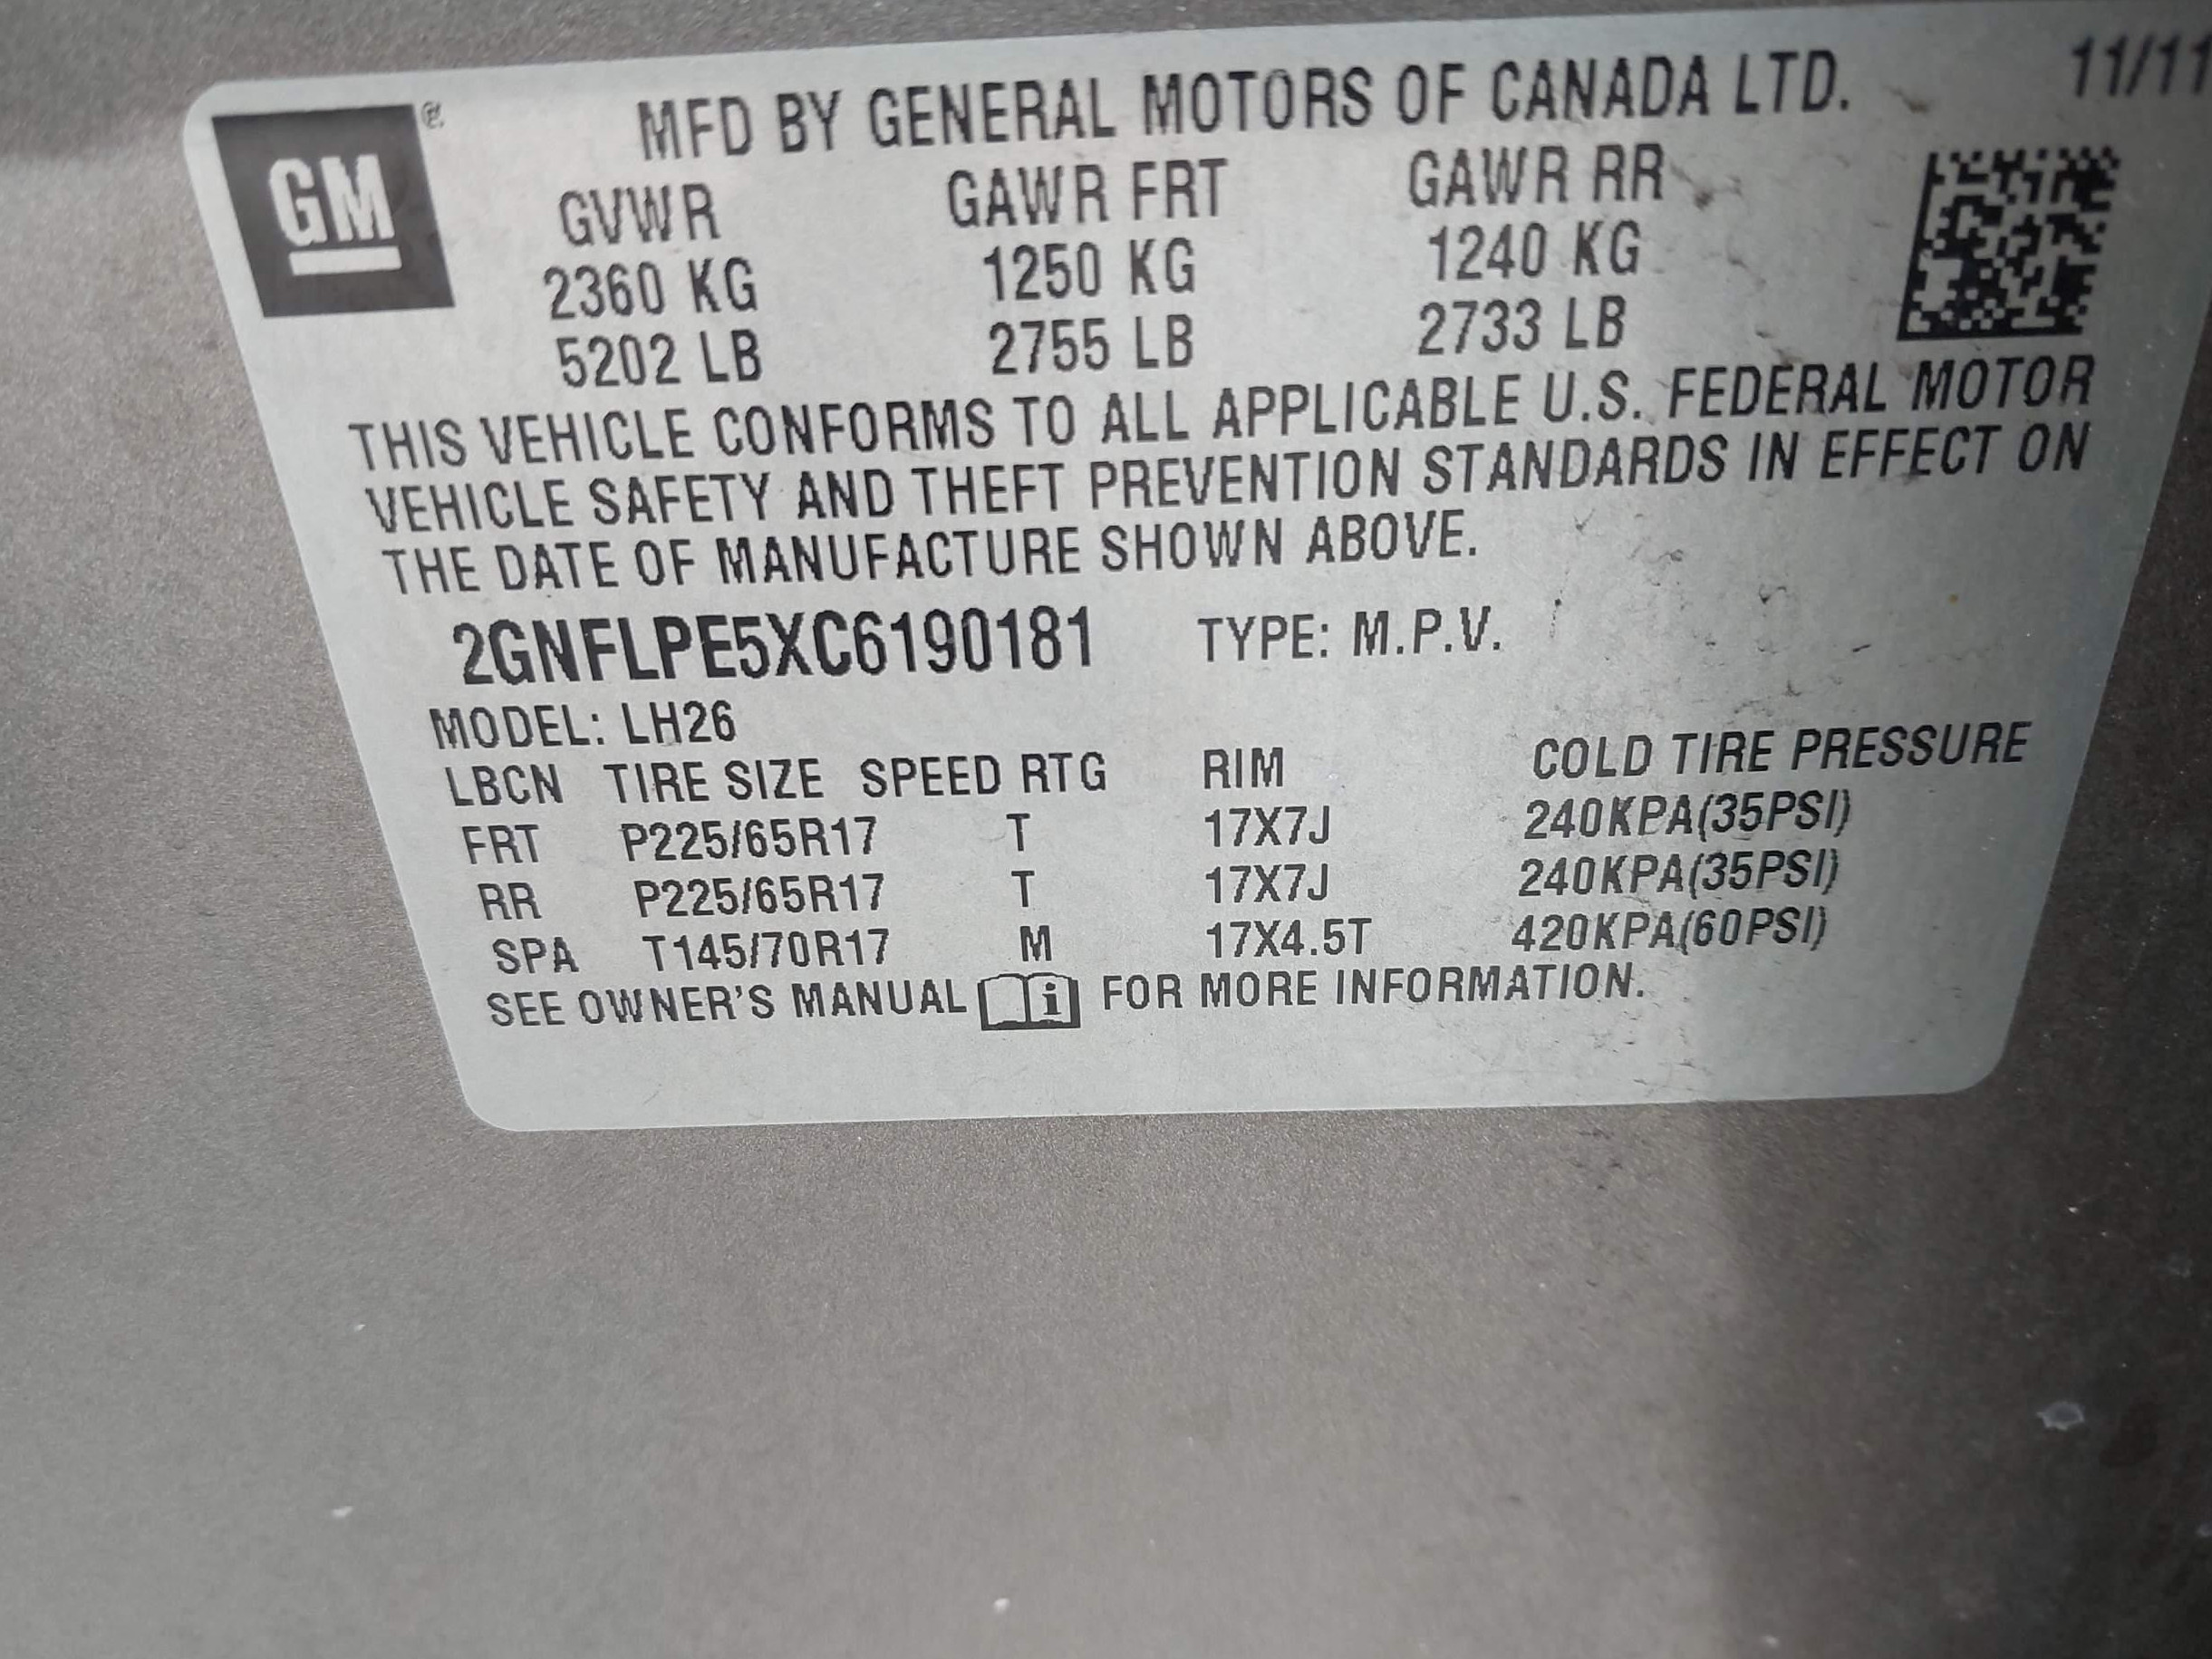 GM®
MFD BY GENERAL MOTORS OF CANADA LTD. 11/11
GVWR GAWR FRT GAWR RR
2360 KG 1250 KG 1240 KG
5202 LB 2755 LB 2733 LB
THIS VEHICLE CONFORMS TO ALL APPLICABLE U.S. FEDERAL MOTOR
VEHICLE SAFETY AND THEFT PREVENTION STANDARDS IN EFFECT ON
THE DATE OF MANUFACTURE SHOWN ABOVE.
2GNFLPE5XC6190181 TYPE: M.P.V.
MODEL: LH26
LBCN TIRE SIZE SPEED RTG RIM COLD TIRE PRESSURE
FRT P225/65R17 T 17X7J 240KPA(35PSI)
RR P225/65R17 T 17X7J 240KPA(35PSI)
SPA T145/70R17 M 17X4.5T 420KPA(60PSI)
SEE OWNER'S MANUAL i FOR MORE INFORMATION.